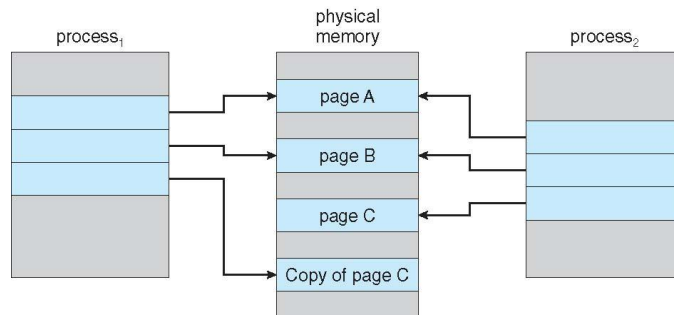 process₁
physical
memory
process₂
page A
page B
page C
Copy of page C